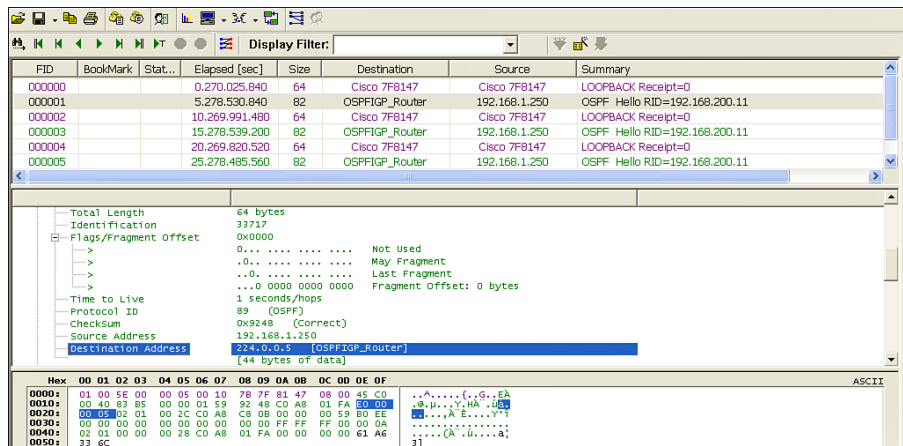 Display Filter:
FID BookMark Stat... Elapsed [sec] Size Destination Source Summary
000000 0.270.025.840 64 Cisco 7F8147 Cisco 7F8147 LOOPBACK Receipt=0
000001 5.278.530.840 82 OSPFIGP_Router 192.168.1.250 OSPF Hello RID=192.168.200.11
000002 10.269.991.480 64 Cisco 7F8147 Cisco 7F8147 LOOPBACK Receipt=0
000003 15.278.539.200 82 OSPFIGP_Router 192.168.1.250 OSPF Hello RID=192.168.200.11
000004 20.269.820.520 64 Cisco 7F8147 Cisco 7F8147 LOOPBACK Receipt=0
000005 25.278.485.560 82 OSPFIGP_Router 192.168.1.250 OSPF Hello RID=192.168.200.11
Total Length 64 bytes
Identification 33717
Flags/Fragment Offset 0x0000
---> 0... .... .... .... Not Used
---> .0.. .... .... .... May Fragment
---> ..0. .... .... .... Last Fragment
---> ...0 0000 0000 0000 Fragment Offset: 0 bytes
Time to Live 1 seconds/hops
Protocol ID 89 (OSPF)
CheckSum 0x9248 (Correct)
Source Address 192.168.1.250
Destination Address 224.0.0.5 [OSPFIGP_Router]
[44 bytes of data]
Hex 00 01 02 03 04 05 06 07 08 09 0A 0B 0C 0D 0E 0F ASCII
0000: 01 00 5E 00 00 05 00 10 7B 7F 81 47 08 00 45 C0 ..^.....{..G..EÀ
0010: 00 40 83 B5 00 00 01 59 92 48 C0 A8 01 FA E0 00 .@.µ...Y.HÀ¨.úà.
0020: 00 05 02 01 00 2C C0 A8 C8 0B 00 00 00 59 B0 EE .....,À¨È....Y°î
0030: 00 00 00 00 00 00 00 00 00 00 FF FF FF 00 00 0A
0040: 02 01 00 00 00 28 C0 A8 01 FA 00 00 00 00 61 A6 .....(À¨.ú....a¦
0050: 33 6C 3l